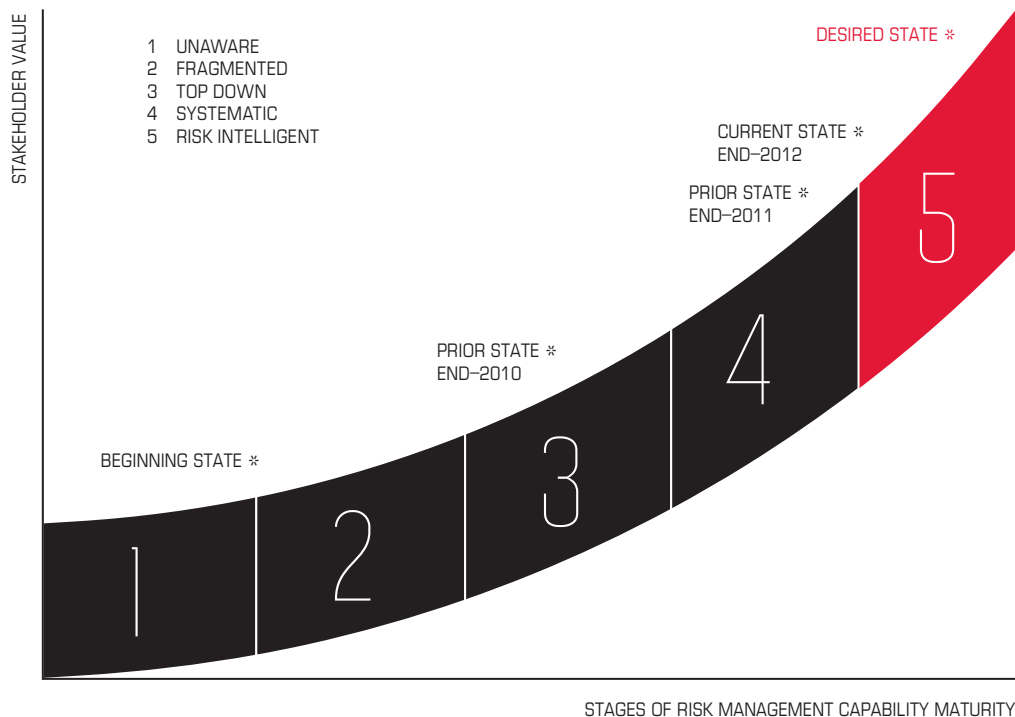 STAKEHOLDER VALUE
1 UNAWARE
2 FRAGMENTED
3 TOP DOWN
4 SYSTEMATIC
5 RISK INTELLIGENT
DESIRED STATE *
CURRENT STATE *
END–2012
PRIOR STATE *
END–2011
PRIOR STATE *
END–2010
BEGINNING STATE *
1
2
3
4
5
STAGES OF RISK MANAGEMENT CAPABILITY MATURITY